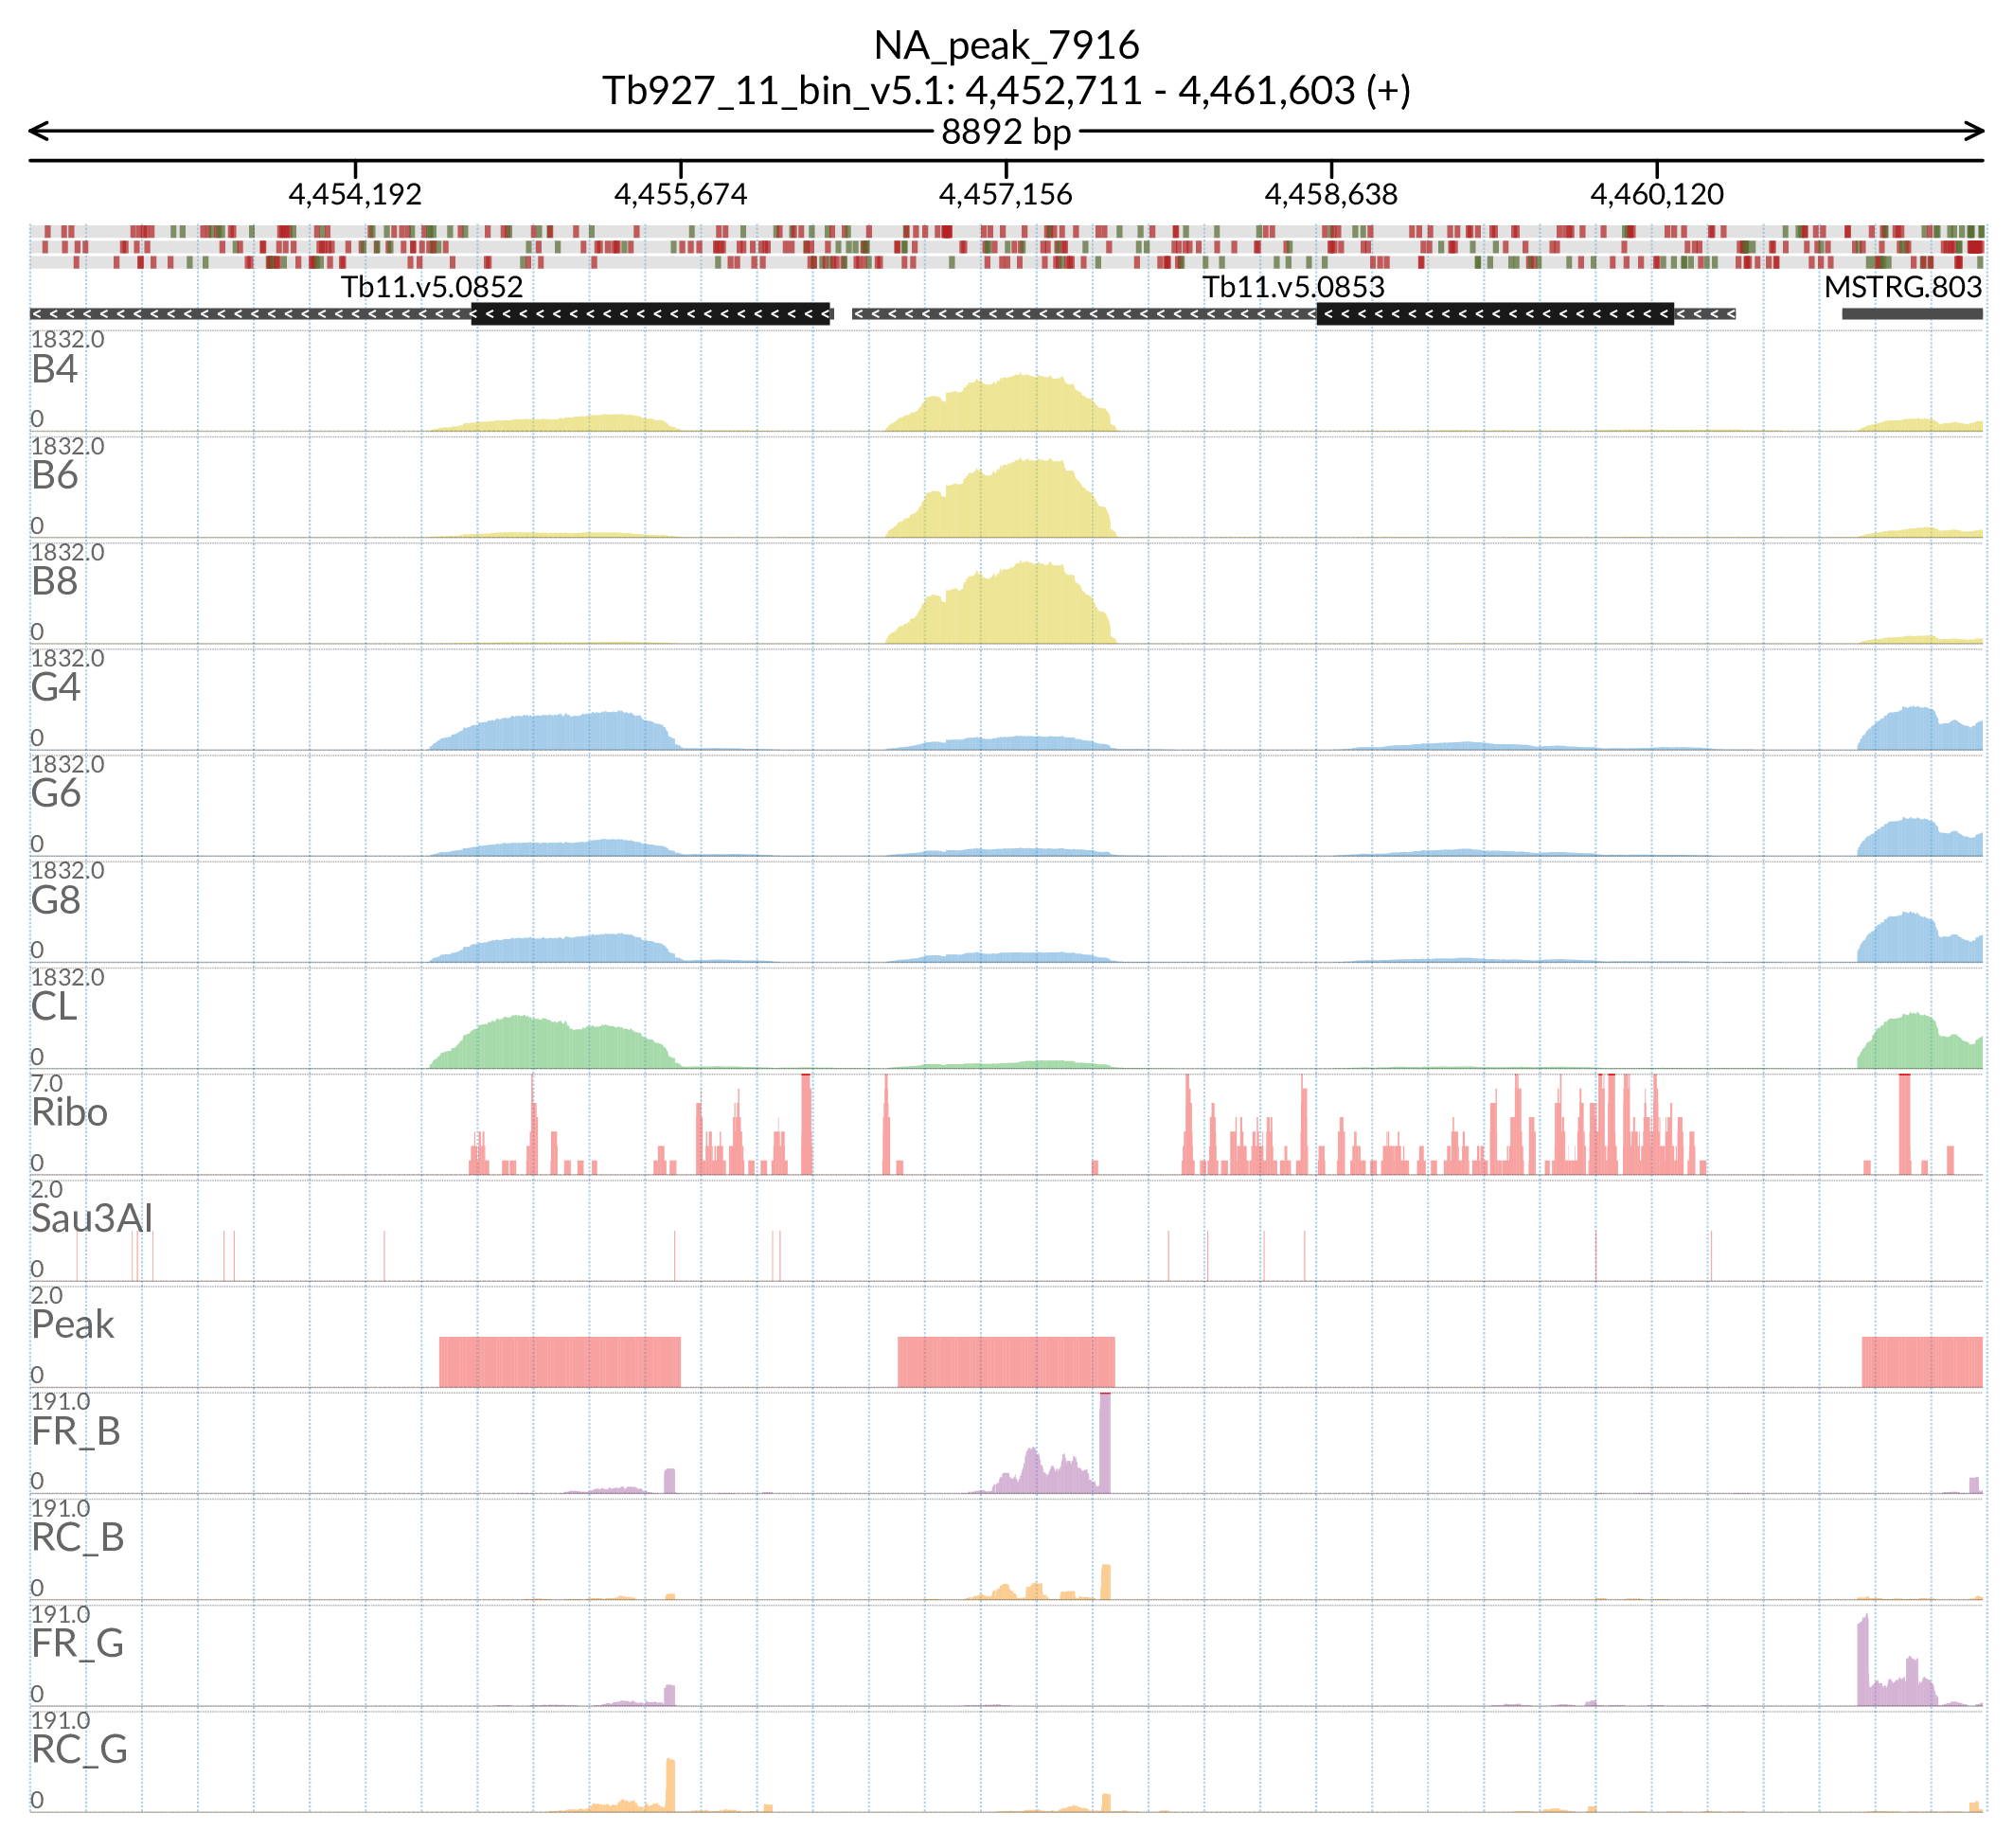 NA_peak_7916
Tb927_11_bin_v5.1: 4,452,711 - 4,461,603 (+)
8892 bp
4,454,192 4,455,674 4,457,156 4,458,638 4,460,120
Tb11.v5.0852 Tb11.v5.0853 MSTRG.803
1832.0
B4
0
1832.0
B6
0
1832.0
B8
0
1832.0
G4
0
1832.0
G6
0
1832.0
G8
0
1832.0
CL
0
7.0
Ribo
0
2.0
Sau3AI
0
2.0
Peak
0
191.0
FR_B
0
191.0
RC_B
0
191.0
FR_G
0
191.0
RC_G
0